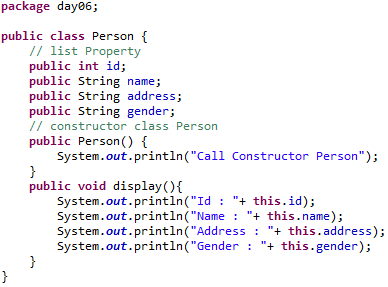 package day06;
public class Person {
// list Property
public int id;
public String name;
public String address;
public String gender;
// constructor class Person
public Person() {
System.out.println("Call Constructor Person");
}
public void display(){
System.out.println("Id : "+ this.id);
System.out.println("Name : "+ this.name);
System.out.println("Address : "+ this.address);
System.out.println("Gender : "+ this.gender);
}
}